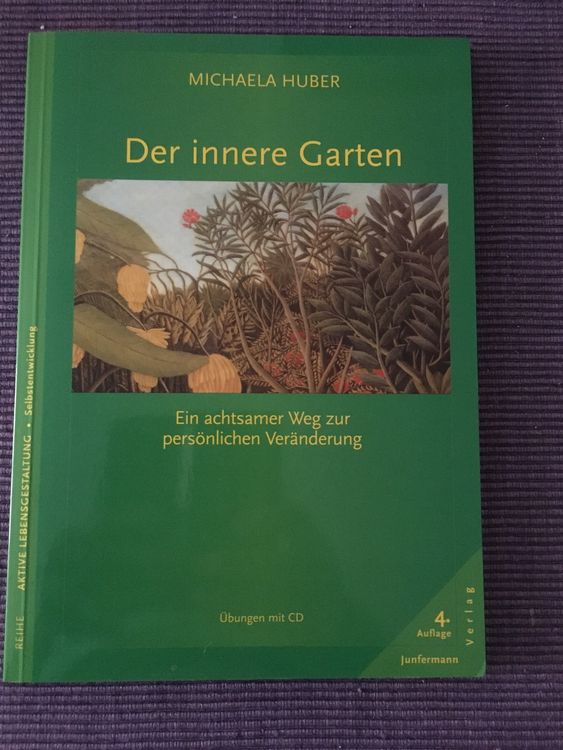 MICHAELA HUBER
Der innere Garten
Ein achtsamer Weg zur
persönlichen Veränderung
Übungen mit CD
4.
Auflage
Junfermann
Verlag
REIHE AKTIVE LEBENSGESTALTUNG • Selbstentwicklung